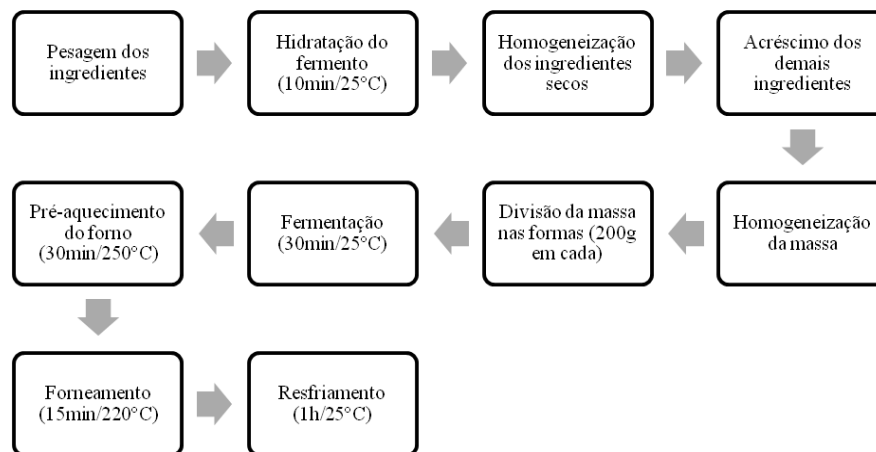 Pesagem dos
ingredientes
Hidratação do
fermento
(10min/25°C)
Homogeneização
dos ingredientes
secos
Acréscimo dos
demais
ingredientes
Homogeneização
da massa
Divisão da massa
nas formas (200g
em cada)
Fermentação
(30min/25°C)
Pré-aquecimento
do forno
(30min/250°C)
Forneamento
(15min/220°C)
Resfriamento
(1h/25°C)